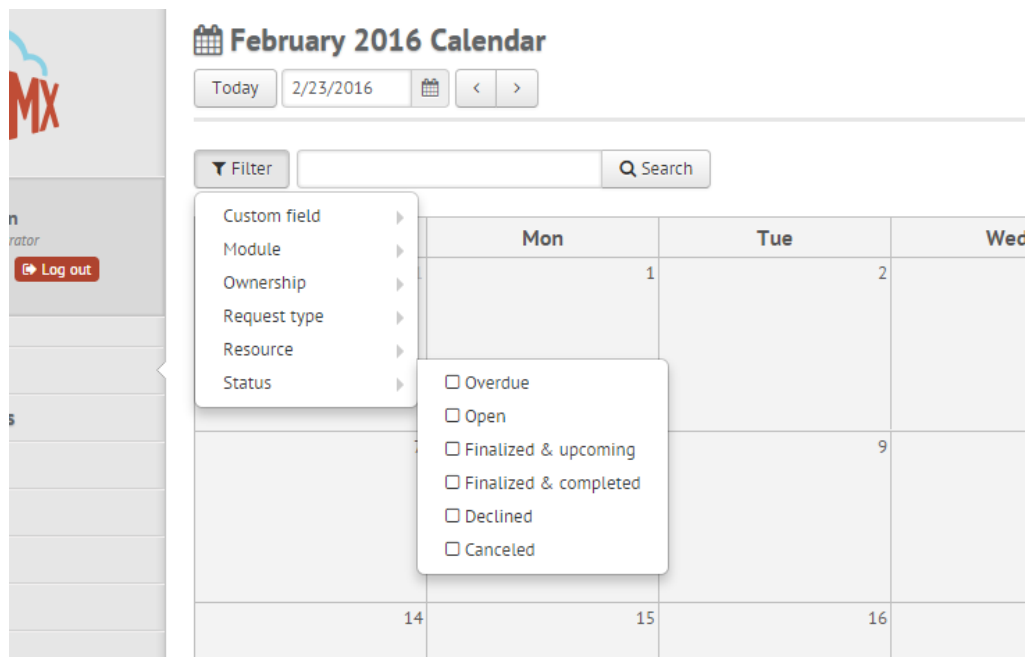 MX
February 2016 Calendar
Today 2/23/2016 < >
Filter Search
n
rator
Log out
s
Custom field
Module
Ownership
Request type
Resource
Status
Overdue
Open
Finalized & upcoming
Finalized & completed
Declined
Canceled
Mon Tue Wed
1 2
7 9
14 15 16